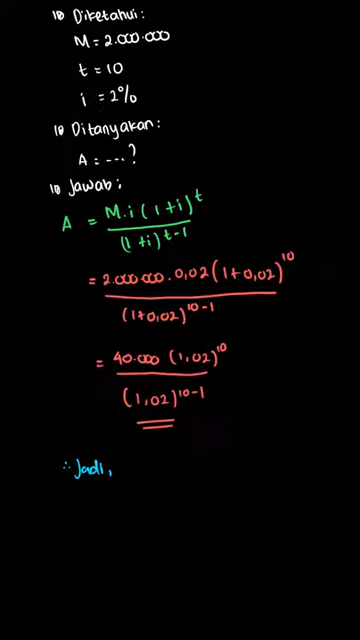 Diketahui:
M = 2.000.000
t = 10
i = 2%
Ditanyakan:
A = ---?
Jawab:
A = M.i (1+i)^t
(1+i)^t-1
= 2.000.000 . 0,02 (1+0,02)^10
(1+0,02)^10-1
= 40.000 (1,02)^10
(1,02)^10-1
∴ Jadi,